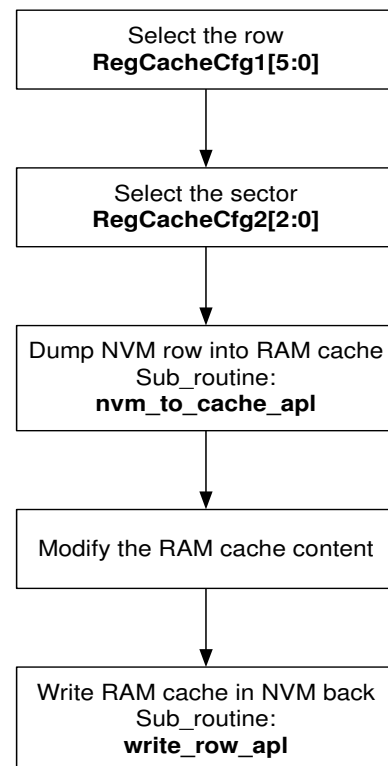 Select the row
RegCacheCfg1[5:0]
Select the sector
RegCacheCfg2[2:0]
Dump NVM row into RAM cache
Sub_routine:
nvm_to_cache_apl
Modify the RAM cache content
Write RAM cache in NVM back
Sub_routine:
write_row_apl